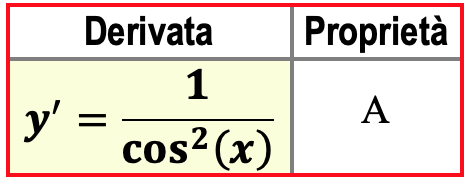 Derivata Proprietà
y′ = 1/cos²(x) A